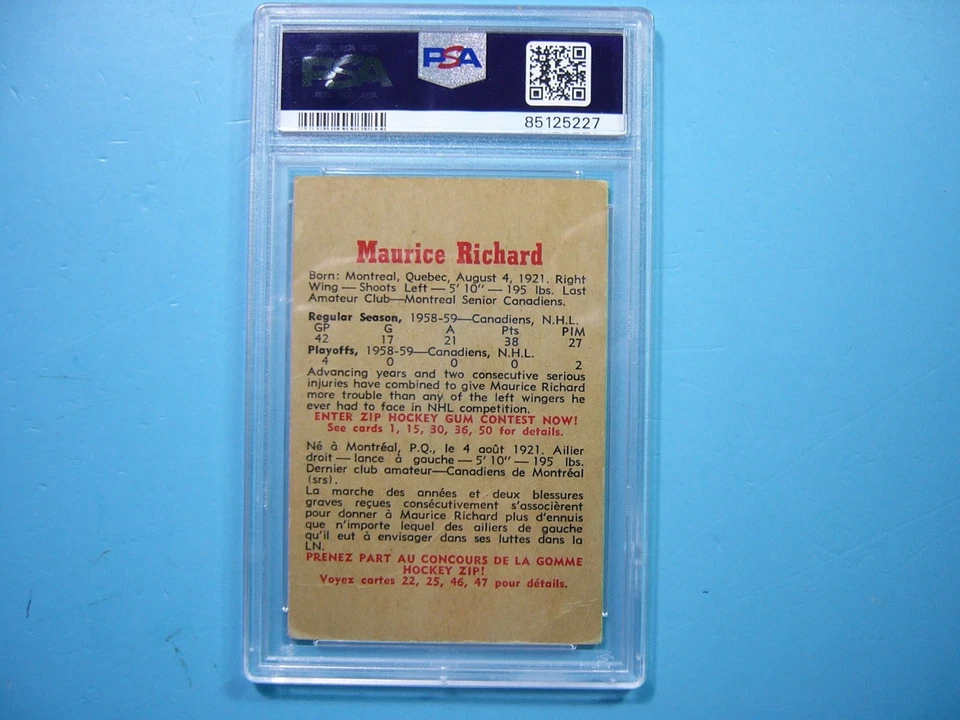 PSA
PSA
85125227
Maurice Richard
Born: Montreal, Quebec, August 4, 1921. Right
Wing — Shoots Left — 5' 10" — 195 lbs. Last
Amateur Club—Montreal Senior Canadiens.
Regular Season, 1958-59—Canadiens, N.H.L.
GP G A Pts PIM
42 17 21 38 27
Playoffs, 1958-59—Canadiens, N.H.L.
4 0 0 0 2
Advancing years and two consecutive serious
injuries have combined to give Maurice Richard
more trouble than any of the left wingers he
ever had to face in NHL competition.
ENTER ZIP HOCKEY GUM CONTEST NOW!
See cards 1, 15, 30, 36, 50 for details.
Né à Montréal, P.Q., le 4 août 1921. Ailier
droit — lance à gauche — 5' 10" — 195 lbs.
Dernier club amateur—Canadiens de Montréal
(srs).
La marche des années et deux blessures
graves reçues consécutivement s'associèrent
pour donner à Maurice Richard plus d'ennuis
que n'importe lequel des ailiers de gauche
qu'il eut à envisager dans ses luttes dans la
LN.
PRENEZ PART AU CONCOURS DE LA GOMME
HOCKEY ZIP!
Voyez cartes 22, 25, 46, 47 pour détails.